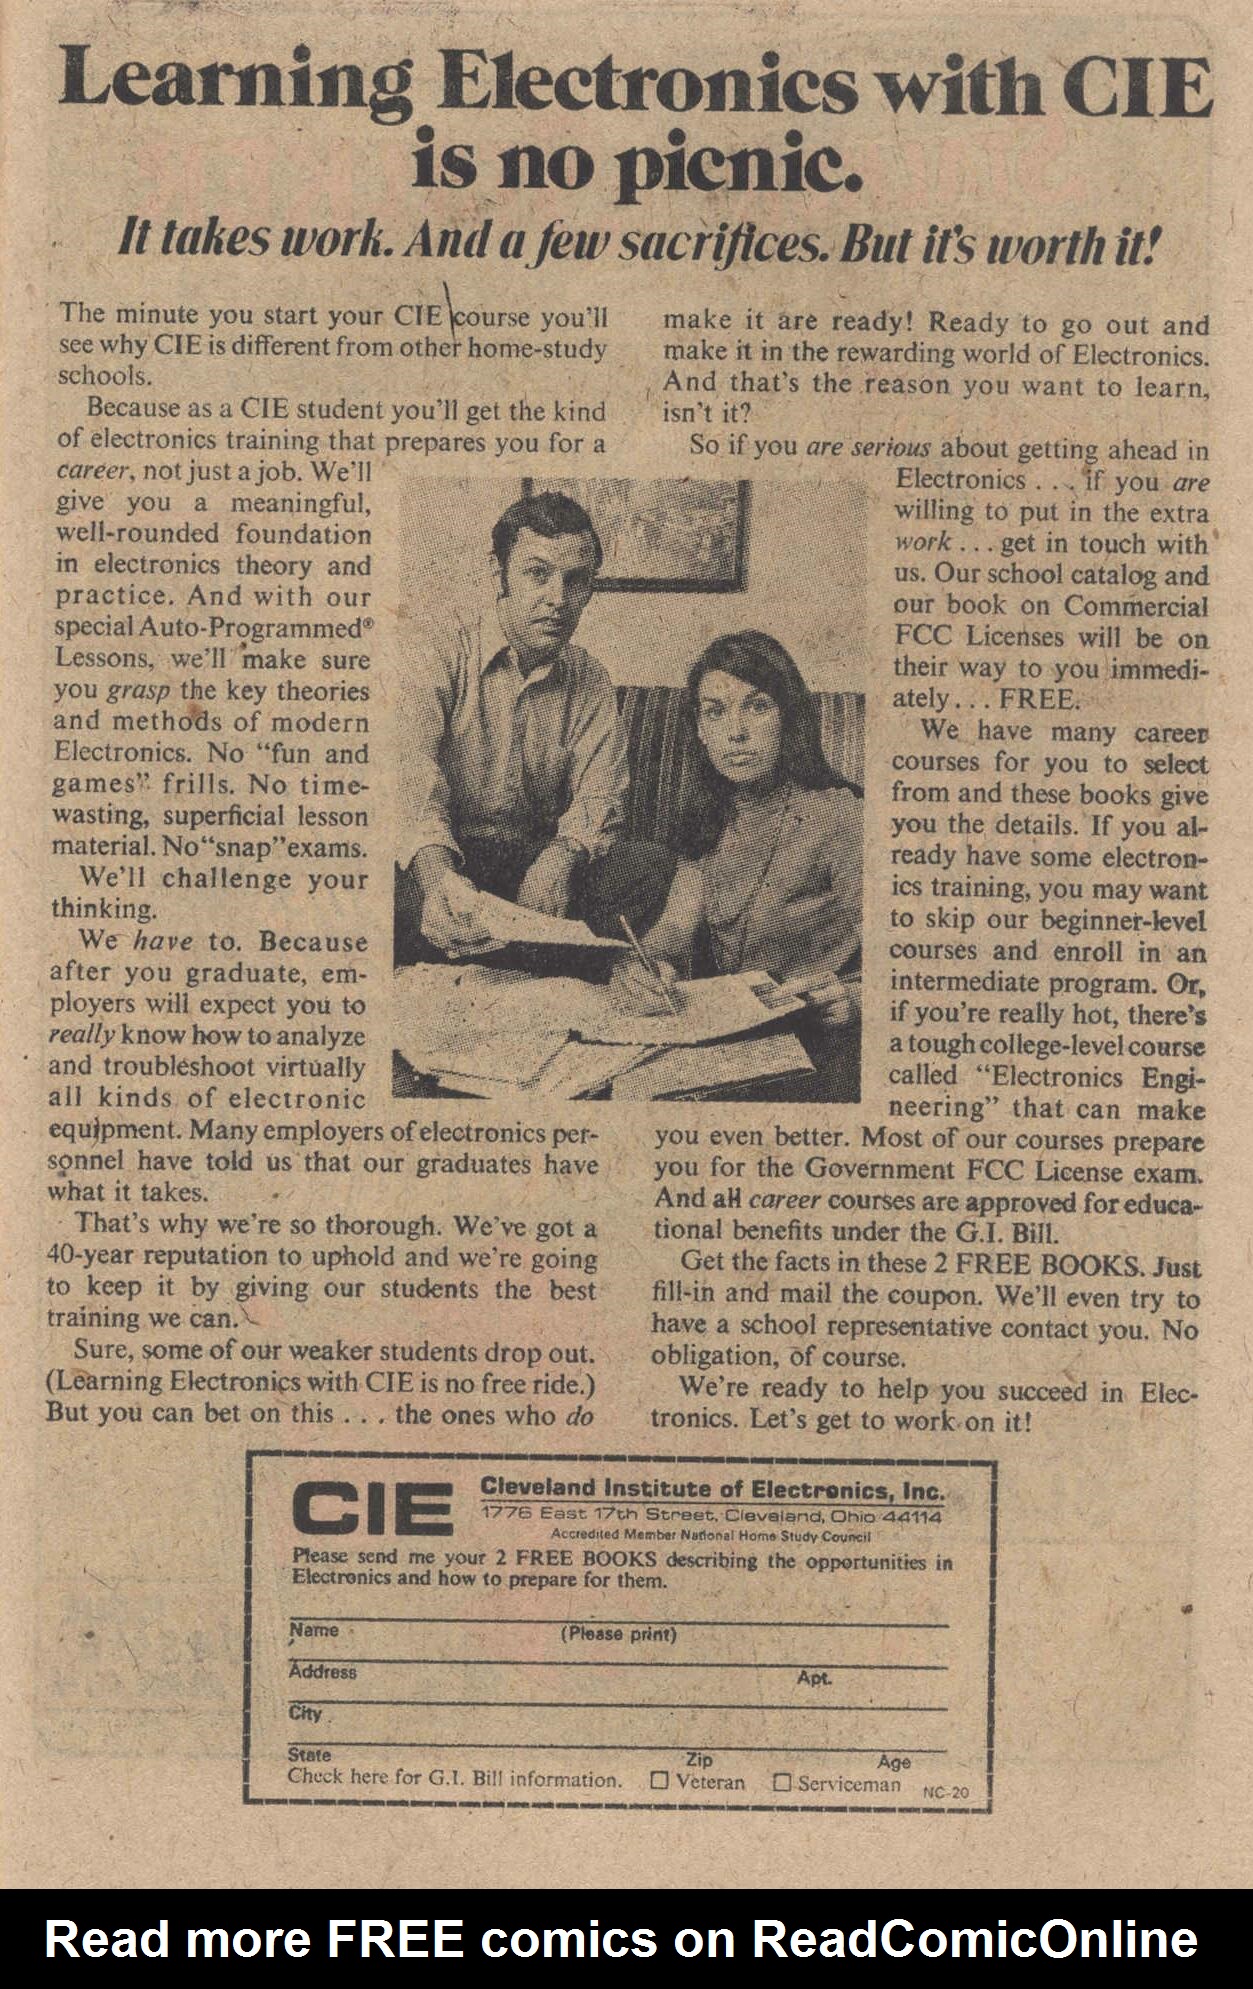 Learning Electronics with CIE
is no picnic.
It takes work. And a few sacrifices. But it's worth it!
The minute you start your CIE course you'll
see why CIE is different from other home-study
schools.
Because as a CIE student you'll get the kind
of electronics training that prepares you for a
career, not just a job. We'll
give you a meaningful,
well-rounded foundation
in electronics theory and
practice. And with our
special Auto-Programmed®
Lessons, we'll make sure
you grasp the key theories
and methods of modern
Electronics. No "fun and
games" frills. No time-
wasting, superficial lesson
material. No "snap" exams.
We'll challenge your
thinking.
We have to. Because
after you graduate, em-
ployers will expect you to
really know how to analyze
and troubleshoot virtually
all kinds of electronic
equipment. Many employers of electronics per-
sonnel have told us that our graduates have
what it takes.
That's why we're so thorough. We've got a
40-year reputation to uphold and we're going
to keep it by giving our students the best
training we can.
Sure, some of our weaker students drop out.
(Learning Electronics with CIE is no free ride.)
But you can bet on this . . . the ones who do
make it are ready! Ready to go out and
make it in the rewarding world of Electronics.
And that's the reason you want to learn,
isn't it?
So if you are serious about getting ahead in
Electronics . . . if you are
willing to put in the extra
work . . . get in touch with
us. Our school catalog and
our book on Commercial
FCC Licenses will be on
their way to you immedi-
ately . . . FREE.
We have many career
courses for you to select
from and these books give
you the details. If you al-
ready have some electron-
ics training, you may want
to skip our beginner-level
courses and enroll in an
intermediate program. Or,
if you're really hot, there's
a tough college-level course
called "Electronics Engi-
neering" that can make
you even better. Most of our courses prepare
you for the Government FCC License exam.
And all career courses are approved for educa-
tional benefits under the G.I. Bill.
Get the facts in these 2 FREE BOOKS. Just
fill-in and mail the coupon. We'll even try to
have a school representative contact you. No
obligation, of course.
We're ready to help you succeed in Elec-
tronics. Let's get to work on it!
CIE Cleveland Institute of Electronics, Inc.
1776 East 17th Street, Cleveland, Ohio 44114
Accredited Member National Home Study Council
Please send me your 2 FREE BOOKS describing the opportunities in
Electronics and how to prepare for them.
Name (Please print)
Address Apt.
City
State Zip Age
Check here for G.I. Bill information. ☐ Veteran ☐ Serviceman NC-20
Read more FREE comics on ReadComicOnline